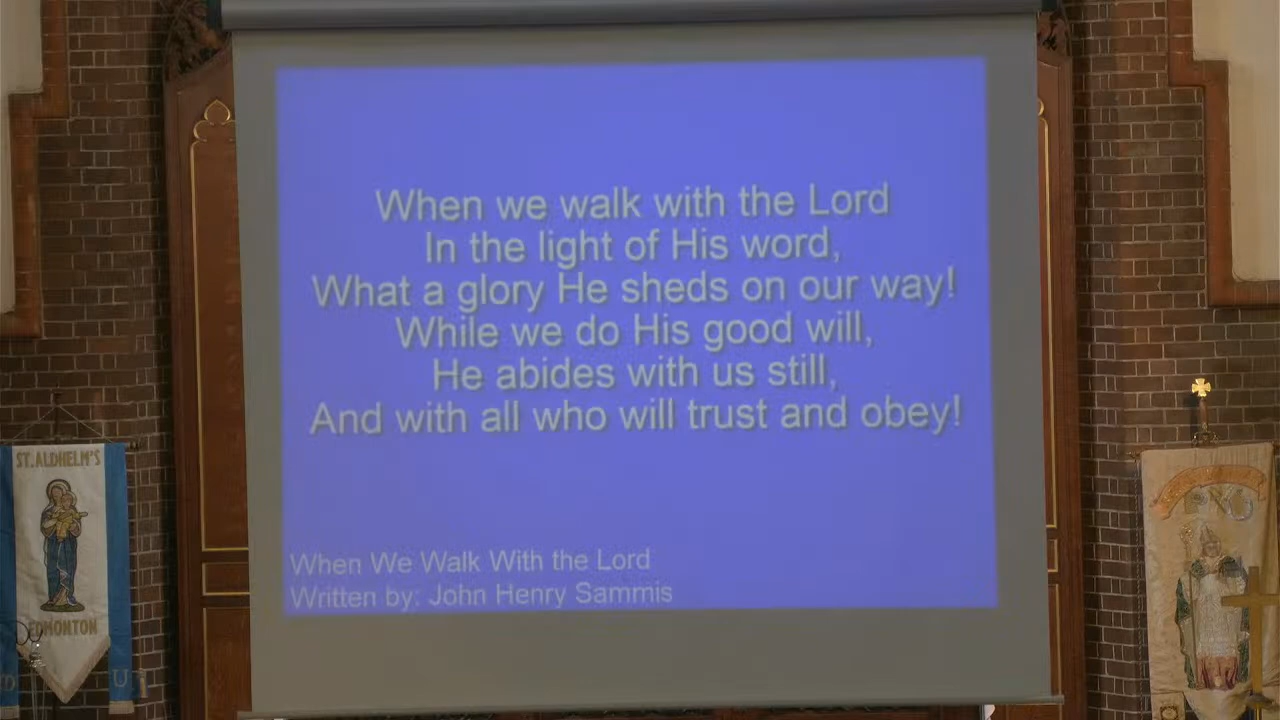 When we walk with the Lord
In the light of His word,
What a glory He sheds on our way!
While we do His good will,
He abides with us still,
And with all who will trust and obey!
When We Walk With the Lord
Written by: John Henry Sammis
ST. ALDHELM'S
EDMONTON